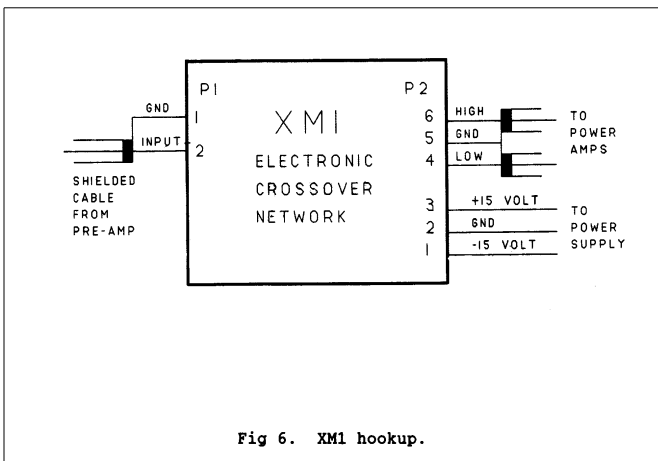 P1
P2
GND
1
INPUT
2
XM1
ELECTRONIC
CROSSOVER
NETWORK
SHIELDED
CABLE
FROM
PRE-AMP
6 HIGH
5 GND
4 LOW
TO
POWER
AMPS
3 +15 VOLT
2 GND
1 -15 VOLT
TO
POWER
SUPPLY
Fig 6. XM1 hookup.